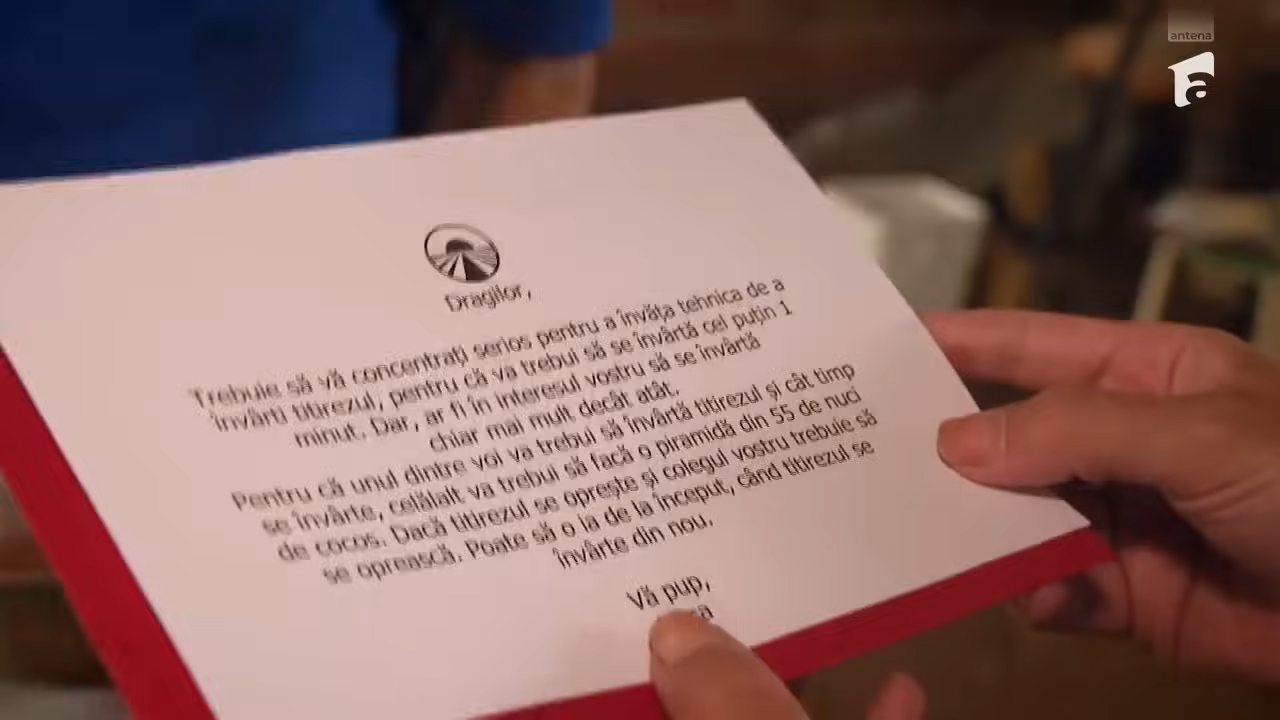 antena
a
Dragilor,
Trebuie să vă concentrați serios pentru a învăța tehnica de a
învârti titirezul, pentru că va trebui să se învârtă cel puțin 1
minut. Dar, ar fi în interesul vostru să se învârtă
chiar mai mult decât atât.
Pentru că unul dintre voi va trebui să învârtă titirezul și cât timp
se învârte, celălalt va trebui să facă o piramidă din 55 de nuci
de cocos. Dacă titirezul se oprește și colegul vostru trebuie să
se oprească. Poate să o ia de la început, când titirezul se
învârte din nou.
Vă pup,